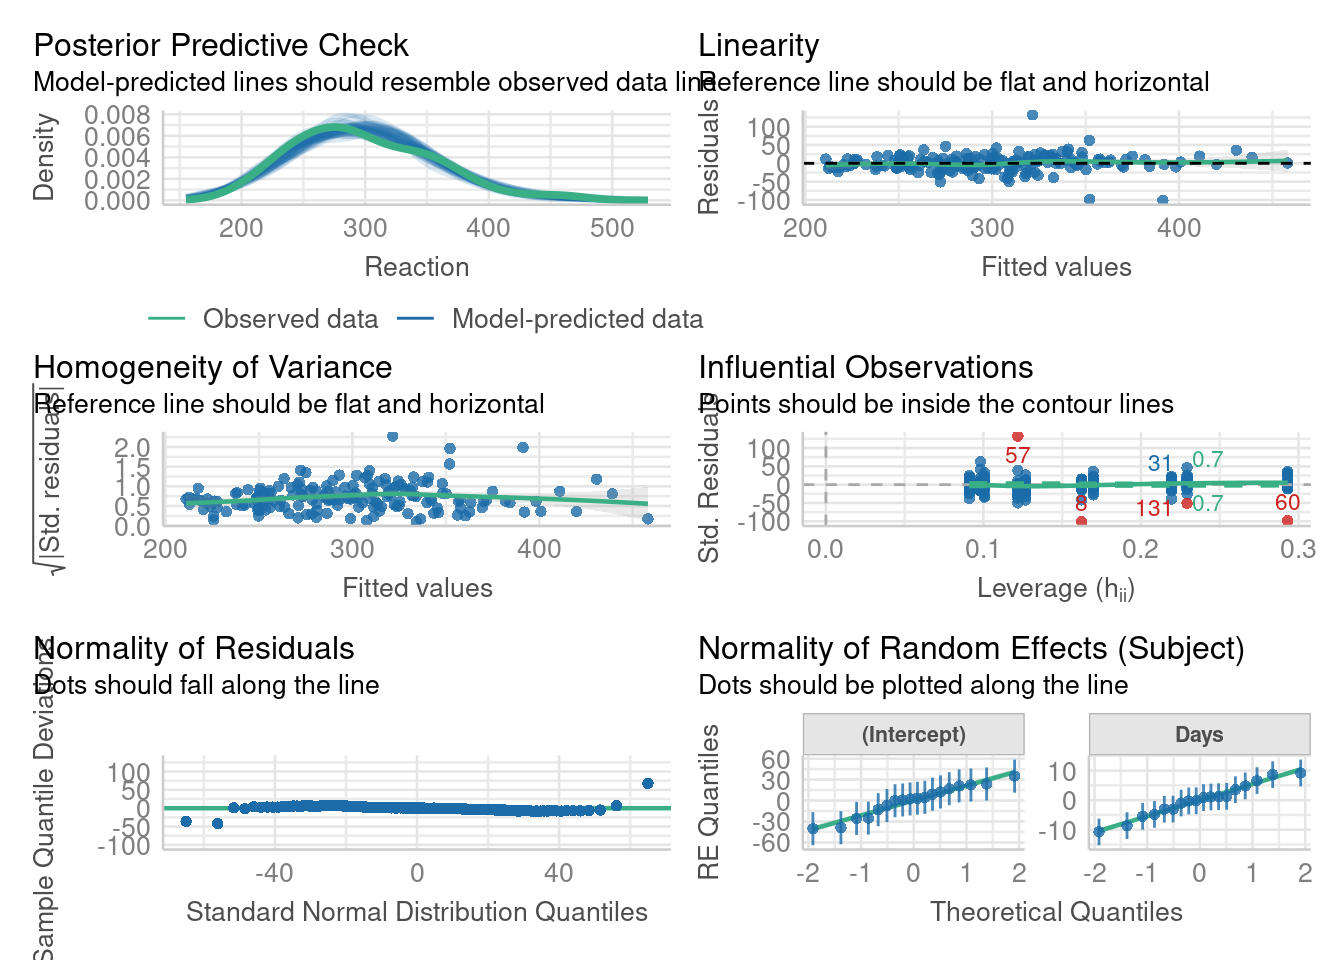 Posterior Predictive Check
Model-predicted lines should resemble observed data line
Density
0.008
0.006
0.004
0.002
0.000
200 300 400 500
Reaction
Observed data Model-predicted data
Linearity
Reference line should be flat and horizontal
Residuals
100
50
0
-50
-100
200 300 400
Fitted values
Homogeneity of Variance
Reference line should be flat and horizontal
√|Std. residuals|
2.0
1.5
1.0
0.5
0.0
200 300 400
Fitted values
Influential Observations
Points should be inside the contour lines
Std. Residuals
100
50
0
-50
-100
57
31
0.7
8
131
0.7
60
0.0 0.1 0.2 0.3
Leverage (hii)
Normality of Residuals
Dots should fall along the line
Sample Quantile Deviations
100
50
0
-50
-100
-40 0 40
Standard Normal Distribution Quantiles
Normality of Random Effects (Subject)
Dots should be plotted along the line
RE Quantiles
(Intercept)
60
30
0
-30
-60
-2 -1 0 1 2
Days
10
0
-10
-2 -1 0 1 2
Theoretical Quantiles